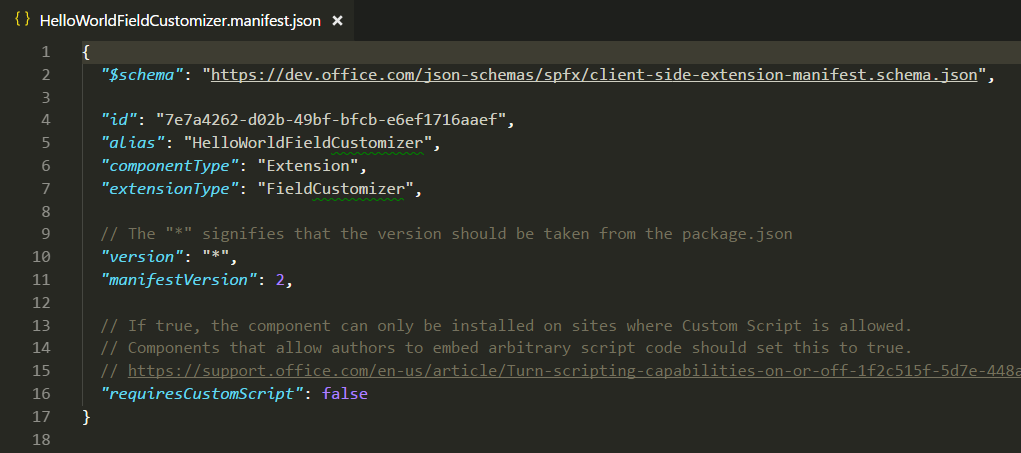 {} HelloWorldFieldCustomizer.manifest.json ×
1 {
2 "$schema": "https://dev.office.com/json-schemas/spfx/client-side-extension-manifest.schema.json",
3
4 "id": "7e7a4262-d02b-49bf-bfcb-e6ef1716aaef",
5 "alias": "HelloWorldFieldCustomizer",
6 "componentType": "Extension",
7 "extensionType": "FieldCustomizer",
8
9 // The "*" signifies that the version should be taken from the package.json
10 "version": "*",
11 "manifestVersion": 2,
12
13 // If true, the component can only be installed on sites where Custom Script is allowed.
14 // Components that allow authors to embed arbitrary script code should set this to true.
15 // https://support.office.com/en-us/article/Turn-scripting-capabilities-on-or-off-1f2c515f-5d7e-448a
16 "requiresCustomScript": false
17 }
18